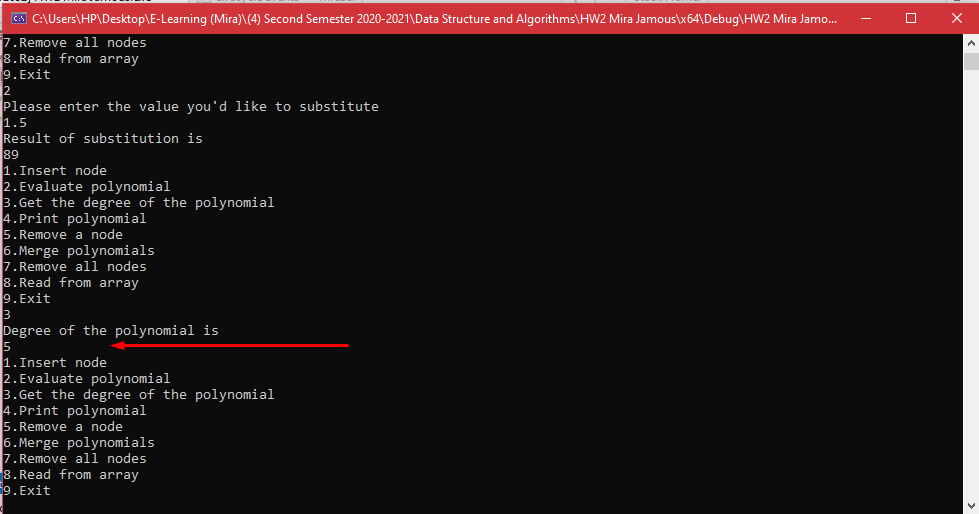 C:\Users\HP\Desktop\E-Learning (Mira)\(4) Second Semester 2020-2021\Data Structure and Algorithms\HW2 Mira Jamous\x64\Debug\HW2 Mira Jamo...
7.Remove all nodes
8.Read from array
9.Exit
2
Please enter the value you'd like to substitute
1.5
Result of substitution is
89
1.Insert node
2.Evaluate polynomial
3.Get the degree of the polynomial
4.Print polynomial
5.Remove a node
6.Merge polynomials
7.Remove all nodes
8.Read from array
9.Exit
3
Degree of the polynomial is
5
1.Insert node
2.Evaluate polynomial
3.Get the degree of the polynomial
4.Print polynomial
5.Remove a node
6.Merge polynomials
7.Remove all nodes
8.Read from array
9.Exit